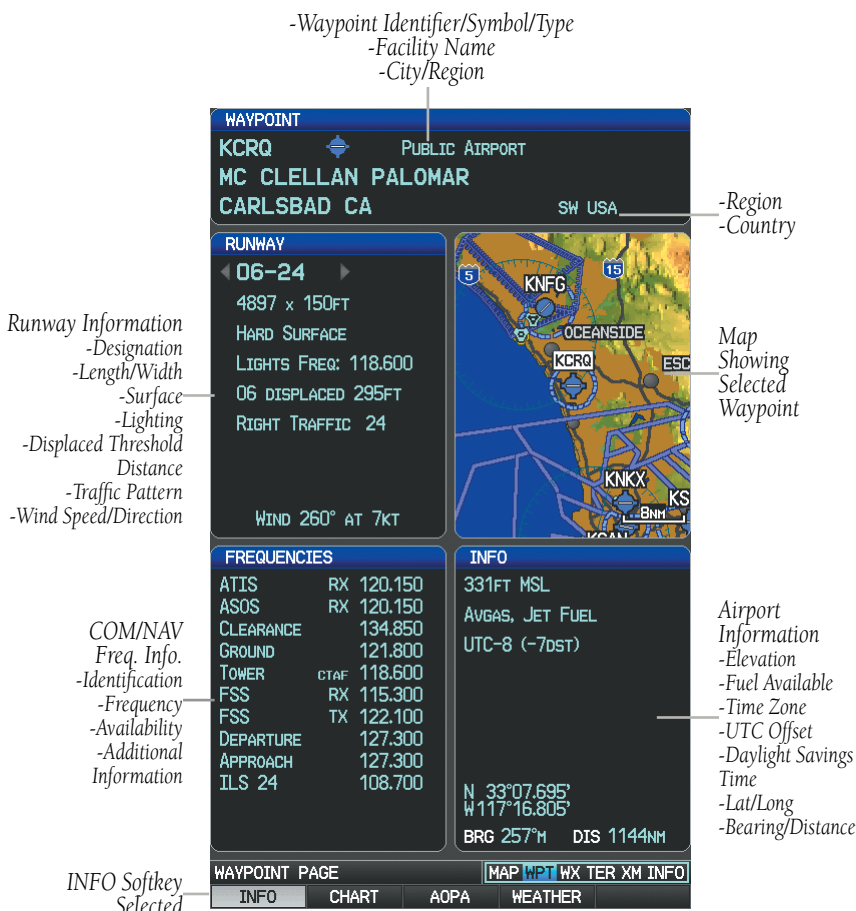 -Waypoint Identifier/Symbol/Type
-Facility Name
-City/Region
WAYPOINT
KCRQ PUBLIC AIRPORT
MC CLELLAN PALOMAR
CARLSBAD CA SW USA
-Region
-Country
RUNWAY
06-24
4897 x 150FT
HARD SURFACE
LIGHTS FREQ: 118.600
06 DISPLACED 295FT
RIGHT TRAFFIC 24
WIND 260° AT 7KT
Runway Information
-Designation
-Length/Width
-Surface
-Lighting
-Displaced Threshold
Distance
-Traffic Pattern
-Wind Speed/Direction
5
15
KNFG
OCEANSIDE
KCRQ
ESC
KNKX
KS
8NM
KSAN
Map
Showing
Selected
Waypoint
FREQUENCIES
ATIS RX 120.150
ASOS RX 120.150
CLEARANCE 134.850
GROUND 121.800
TOWER CTAF 118.600
FSS RX 115.300
FSS TX 122.100
DEPARTURE 127.300
APPROACH 127.300
ILS 24 108.700
COM/NAV
Freq. Info.
-Identification
-Frequency
-Availability
-Additional
Information
INFO
331FT MSL
AVGAS, JET FUEL
UTC-8 (-7DST)
N 33°07.695'
W117°16.805'
BRG 257°M DIS 1144NM
Airport
Information
-Elevation
-Fuel Available
-Time Zone
-UTC Offset
-Daylight Savings
Time
-Lat/Long
-Bearing/Distance
WAYPOINT PAGE MAP WPT WX TER XM INFO
INFO CHART AOPA WEATHER
INFO Softkey
Selected